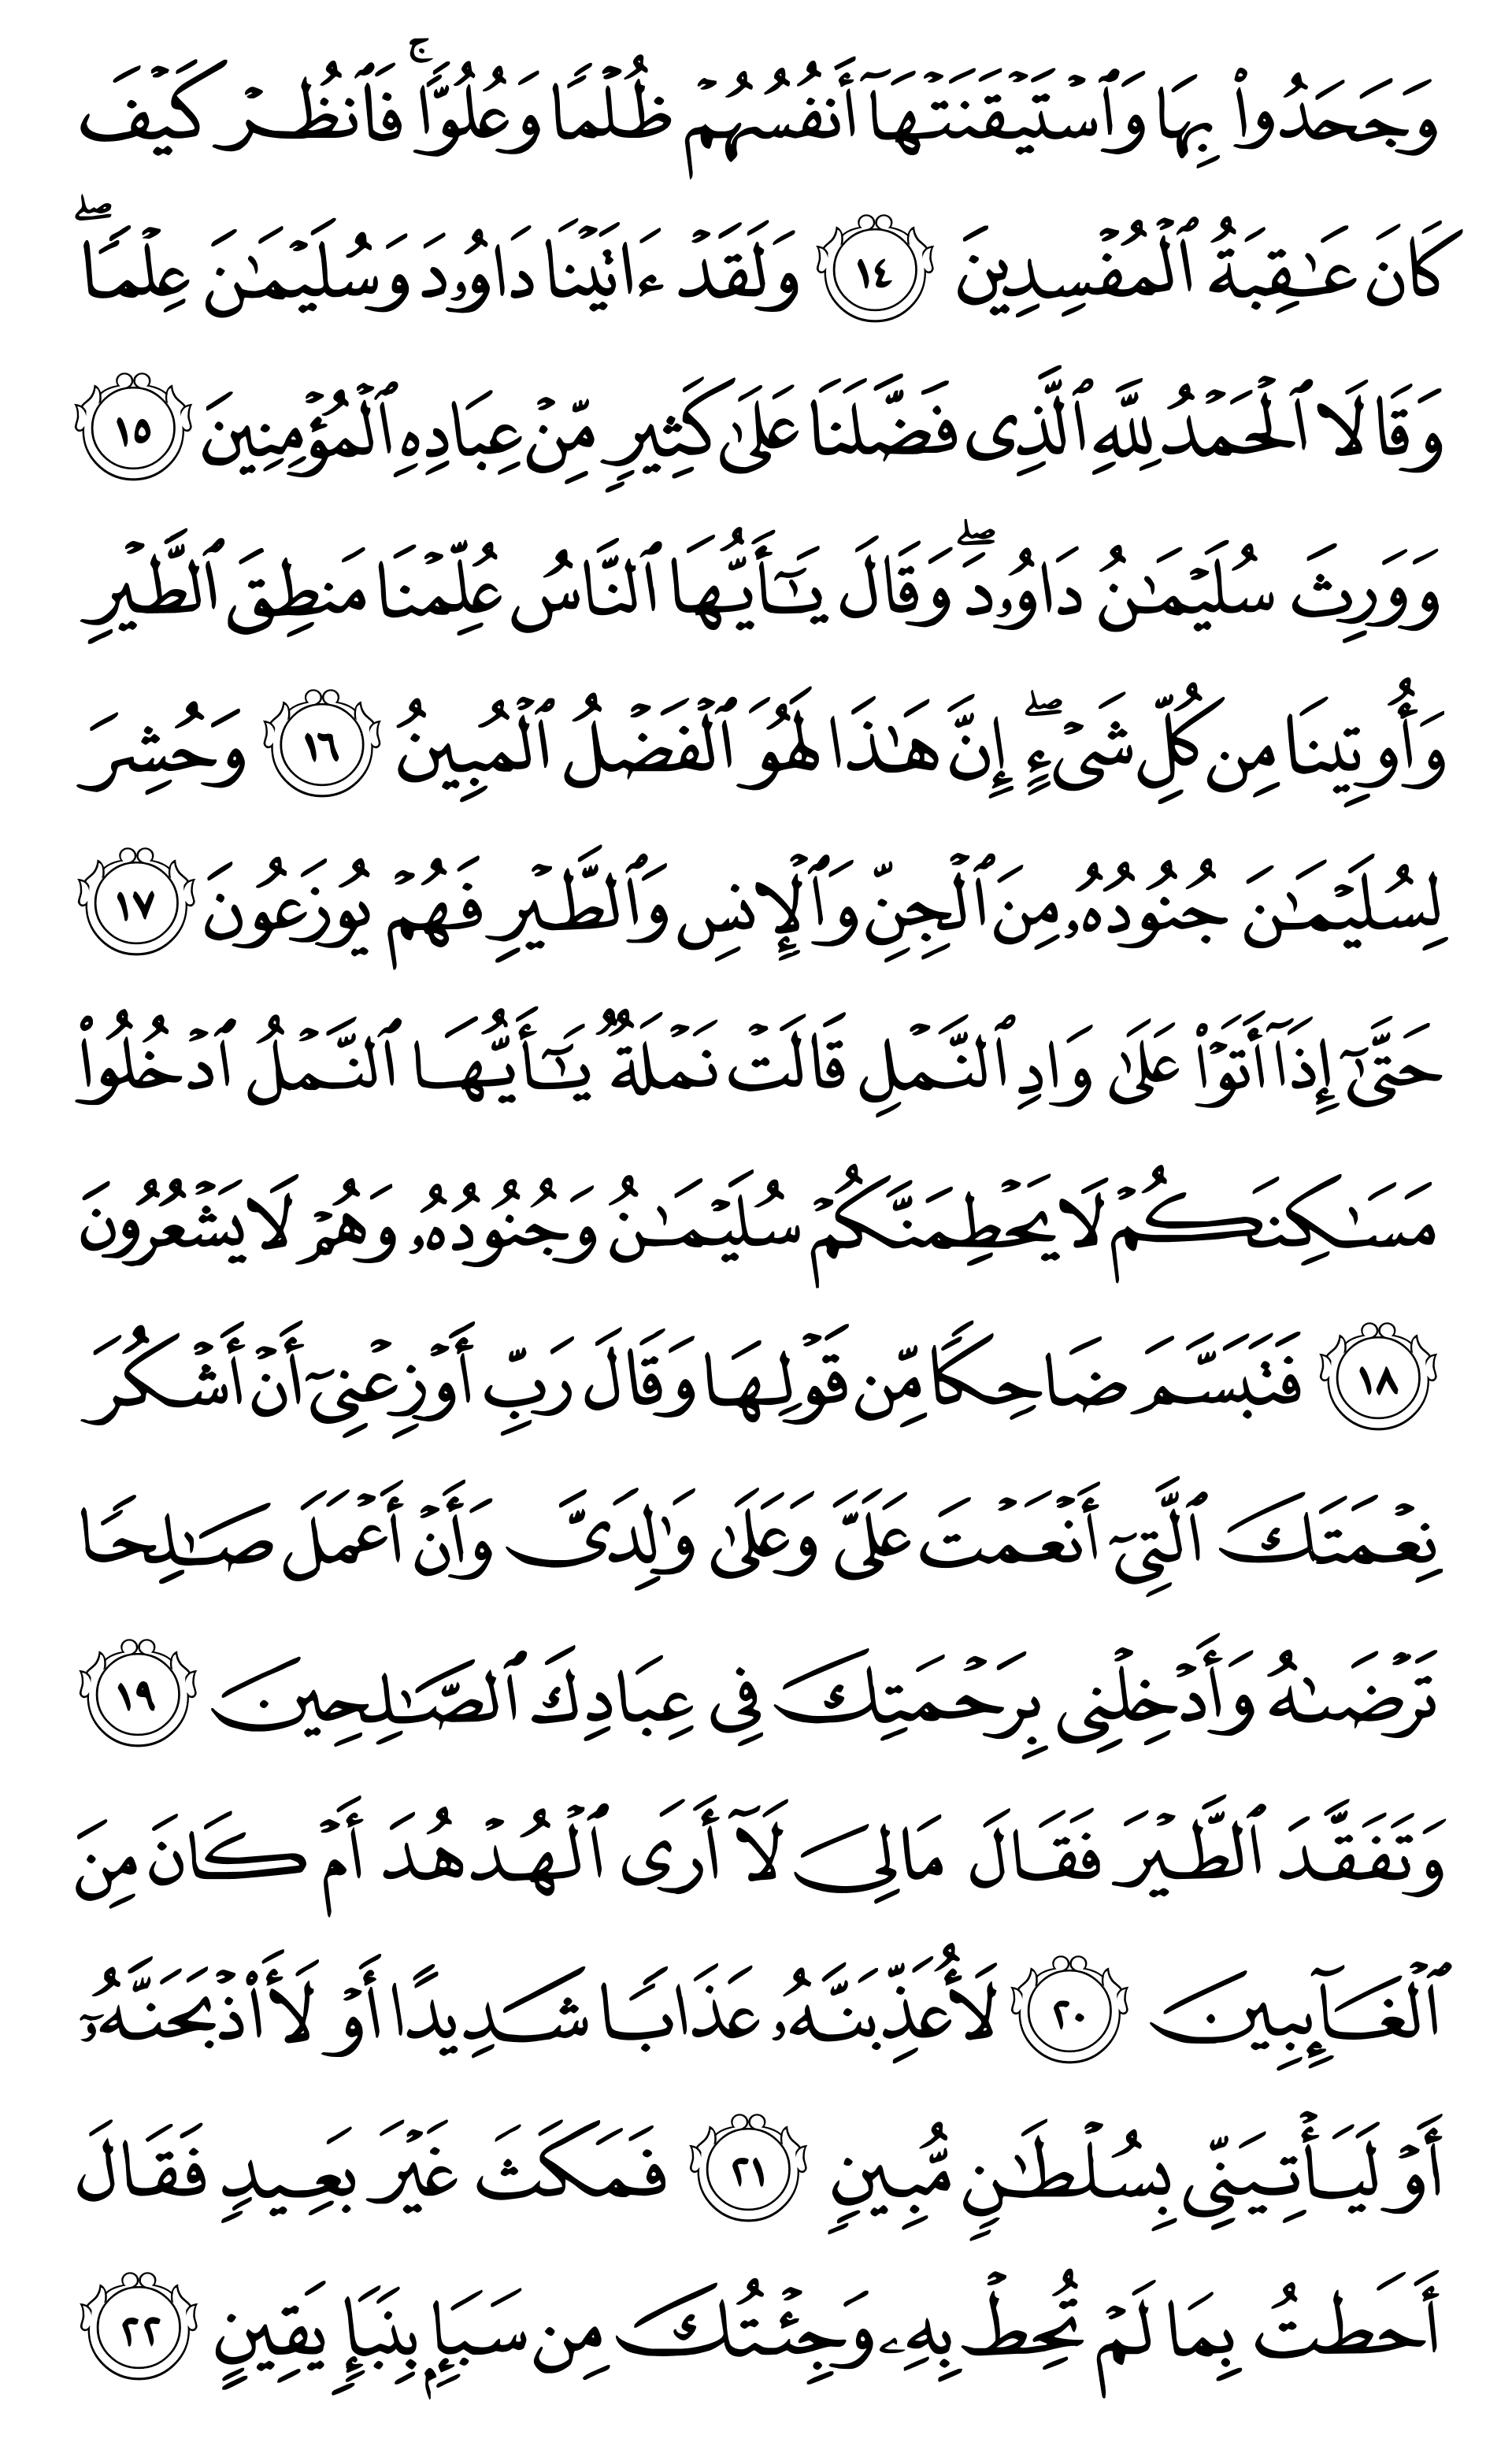 وَجَحَدُوا۟ بِهَا وَٱسْتَيْقَنَتْهَآ أَنفُسُهُمْ ظُلْمًا وَعُلُوًّا ۚ فَٱنظُرْ كَيْفَ
كَانَ عَـٰقِبَةُ ٱلْمُفْسِدِينَ ١٤ وَلَقَدْ ءَاتَيْنَا دَاوُۥدَ وَسُلَيْمَـٰنَ عِلْمًا ۖ
وَقَالَا ٱلْحَمْدُ لِلَّهِ ٱلَّذِى فَضَّلَنَا عَلَىٰ كَثِيرٍ مِّنْ عِبَادِهِ ٱلْمُؤْمِنِينَ ١٥
وَوَرِثَ سُلَيْمَـٰنُ دَاوُۥدَ ۖ وَقَالَ يَـٰٓأَيُّهَا ٱلنَّاسُ عُلِّمْنَا مَنطِقَ ٱلطَّيْرِ
وَأُوتِينَا مِن كُلِّ شَىْءٍ ۖ إِنَّ هَـٰذَا لَهُوَ ٱلْفَضْلُ ٱلْمُبِينُ ١٦ وَحُشِرَ
لِسُلَيْمَـٰنَ جُنُودُهُۥ مِنَ ٱلْجِنِّ وَٱلْإِنسِ وَٱلطَّيْرِ فَهُمْ يُوزَعُونَ ١٧
حَتَّىٰٓ إِذَآ أَتَوْا۟ عَلَىٰ وَادِ ٱلنَّمْلِ قَالَتْ نَمْلَةٌ يَـٰٓأَيُّهَا ٱلنَّمْلُ ٱدْخُلُوا۟
مَسَـٰكِنَكُمْ لَا يَحْطِمَنَّكُمْ سُلَيْمَـٰنُ وَجُنُودُهُۥ وَهُمْ لَا يَشْعُرُونَ
١٨ فَتَبَسَّمَ ضَاحِكًا مِّن قَوْلِهَا وَقَالَ رَبِّ أَوْزِعْنِىٓ أَنْ أَشْكُرَ
نِعْمَتَكَ ٱلَّتِىٓ أَنْعَمْتَ عَلَىَّ وَعَلَىٰ وَٰلِدَىَّ وَأَنْ أَعْمَلَ صَـٰلِحًا
تَرْضَىٰهُ وَأَدْخِلْنِى بِرَحْمَتِكَ فِى عِبَادِكَ ٱلصَّـٰلِحِينَ ١٩
وَتَفَقَّدَ ٱلطَّيْرَ فَقَالَ مَالِىَ لَآ أَرَى ٱلْهُدْهُدَ أَمْ كَانَ مِنَ
ٱلْغَآئِبِينَ ٢٠ لَأُعَذِّبَنَّهُۥ عَذَابًا شَدِيدًا أَوْ لَأَا۟ذْبَحَنَّهُۥٓ
أَوْ لَيَأْتِيَنِّى بِسُلْطَـٰنٍ مُّبِينٍ ٢١ فَمَكَثَ غَيْرَ بَعِيدٍ فَقَالَ
أَحَطتُ بِمَا لَمْ تُحِطْ بِهِۦ وَجِئْتُكَ مِن سَبَإٍۭ بِنَبَإٍ يَقِينٍ ٢٢